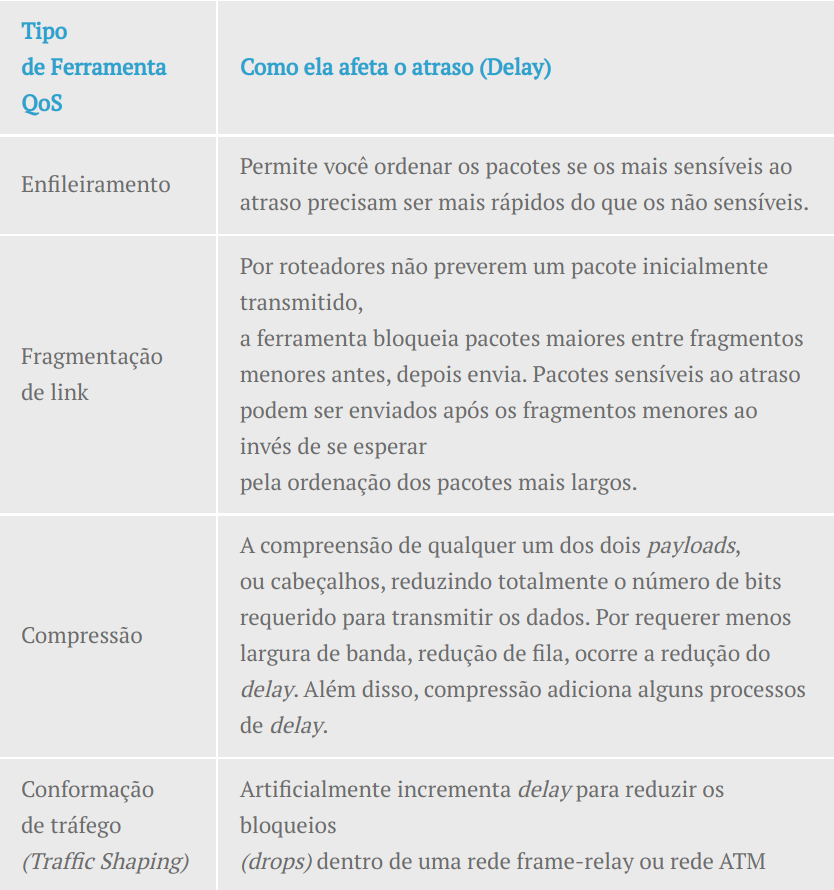 Tipo
de Ferramenta
QoS
Como ela afeta o atraso (Delay)
Enfileiramento
Permite você ordenar os pacotes se os mais sensíveis ao
atraso precisam ser mais rápidos do que os não sensíveis.
Fragmentação
de link
Por roteadores não preverem um pacote inicialmente
transmitido,
a ferramenta bloqueia pacotes maiores entre fragmentos
menores antes, depois envia. Pacotes sensíveis ao atraso
podem ser enviados após os fragmentos menores ao
invés de se esperar
pela ordenação dos pacotes mais largos.
Compressão
A compreensão de qualquer um dos dois payloads,
ou cabeçalhos, reduzindo totalmente o número de bits
requerido para transmitir os dados. Por requerer menos
largura de banda, redução de fila, ocorre a redução do
delay. Além disso, compressão adiciona alguns processos
de delay.
Conformação
de tráfego
(Traffic Shaping)
Artificialmente incrementa delay para reduzir os
bloqueios
(drops) dentro de uma rede frame-relay ou rede ATM